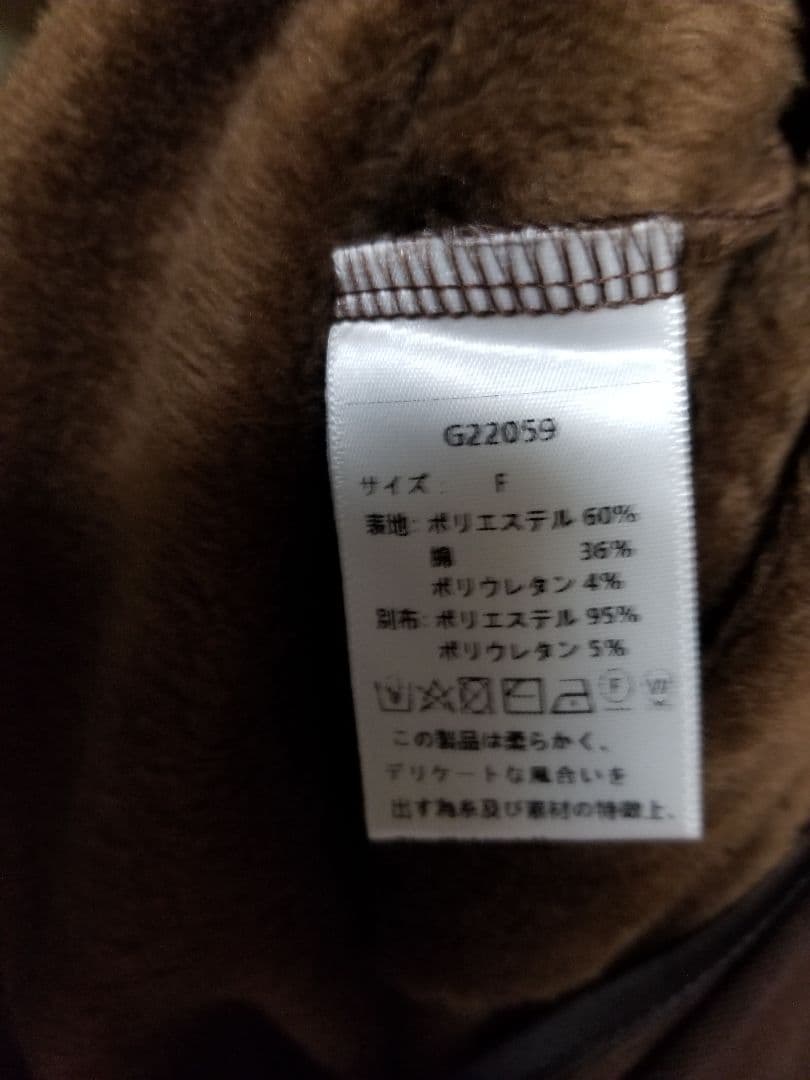 G22059
サイズ: F
表地: ポリエステル 60%
綿 36%
ポリウレタン 4%
別布: ポリエステル 95%
ポリウレタン 5%
F
W
この製品は柔らかく、
デリケートな風合いを
出す為糸及び素材の特徴上、